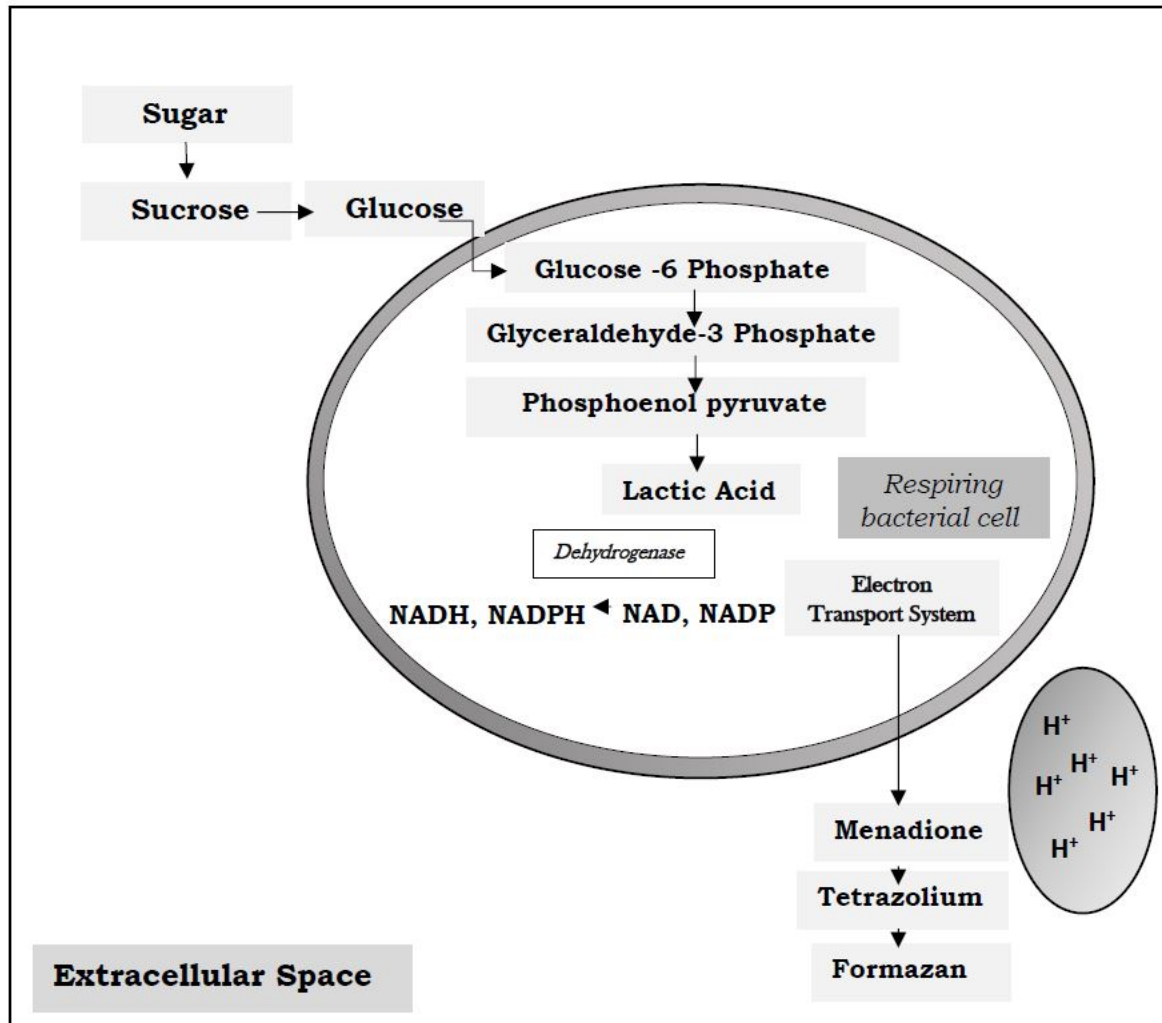 Sugar
Sucrose
Glucose
Glucose -6 Phosphate
Glyceraldehyde-3 Phosphate
Phosphoenol pyruvate
Lactic Acid
Respiring
bacterial cell
Dehydrogenase
NADH, NADPH
NAD, NADP
Electron
Transport System
H⁺
H⁺
H⁺
H⁺
H⁺
H⁺
Menadione
Tetrazolium
Formazan
Extracellular Space